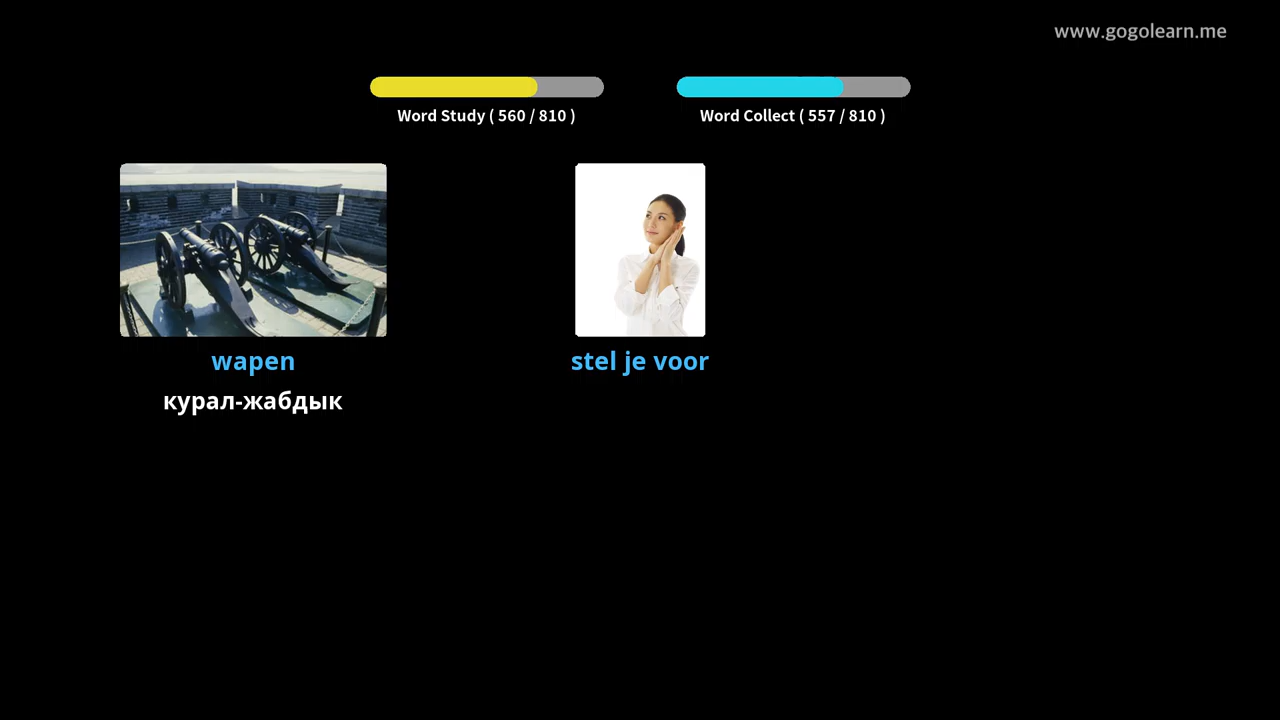 www.gogolearn.me
Word Study ( 560 / 810 )
Word Collect ( 557 / 810 )
wapen
курал-жабдык
stel je voor